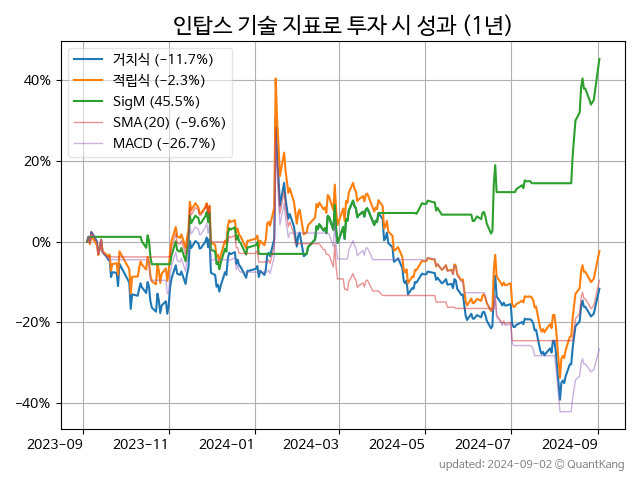 인탑스 기술 지표로 투자 시 성과 (1년)
거치식 (-11.7%)
적립식 (-2.3%)
SigM (45.5%)
SMA(20) (-9.6%)
MACD (-26.7%)
40%
20%
0%
-20%
-40%
2023-09 2023-11 2024-01 2024-03 2024-05 2024-07 2024-09
updated: 2024-09-02 © QuantKang